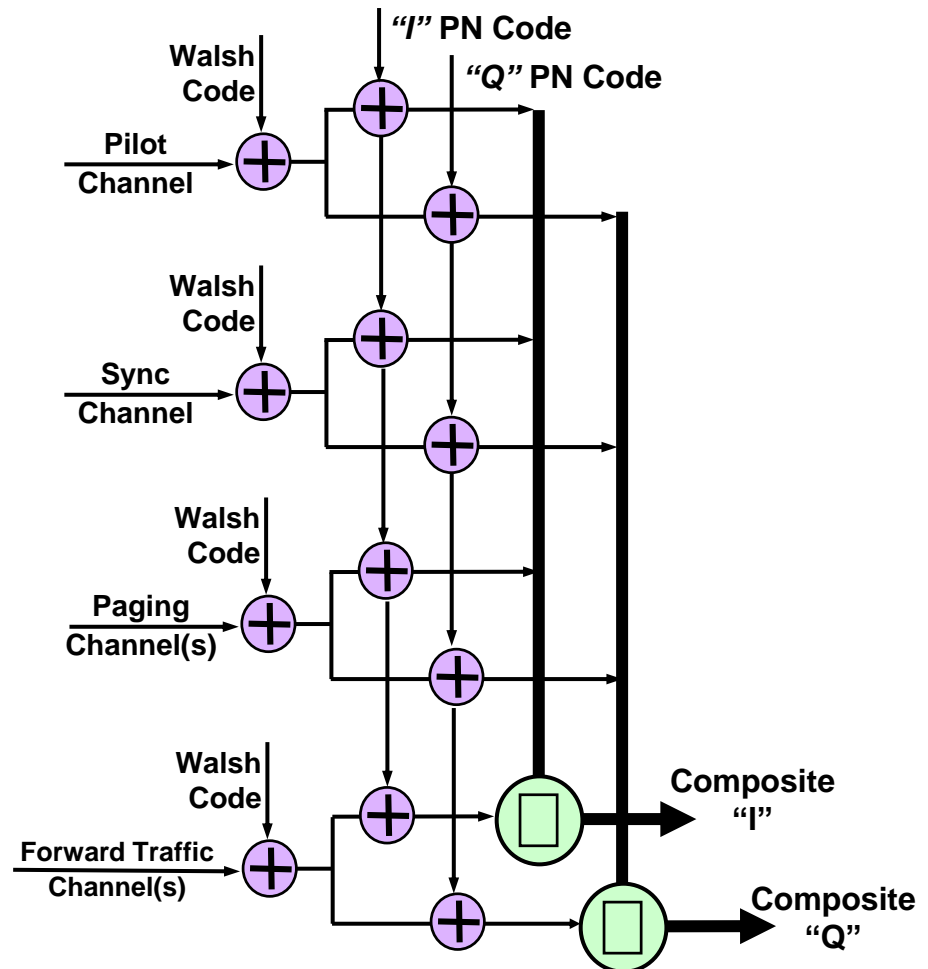 “I” PN Code
“Q” PN Code
Walsh
Code
Pilot
Channel
Walsh
Code
Sync
Channel
Walsh
Code
Paging
Channel(s)
Walsh
Code
Forward Traffic
Channel(s)
Composite
“I”
Composite
“Q”